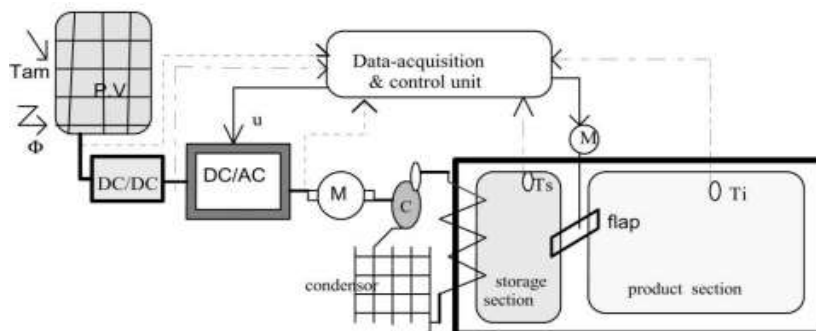 Data-acquisition
& control unit
Tam
P.V
Φ
u
M
DC/DC
DC/AC
M
C
Ts
Ti
flap
condensor
storage
section
product section